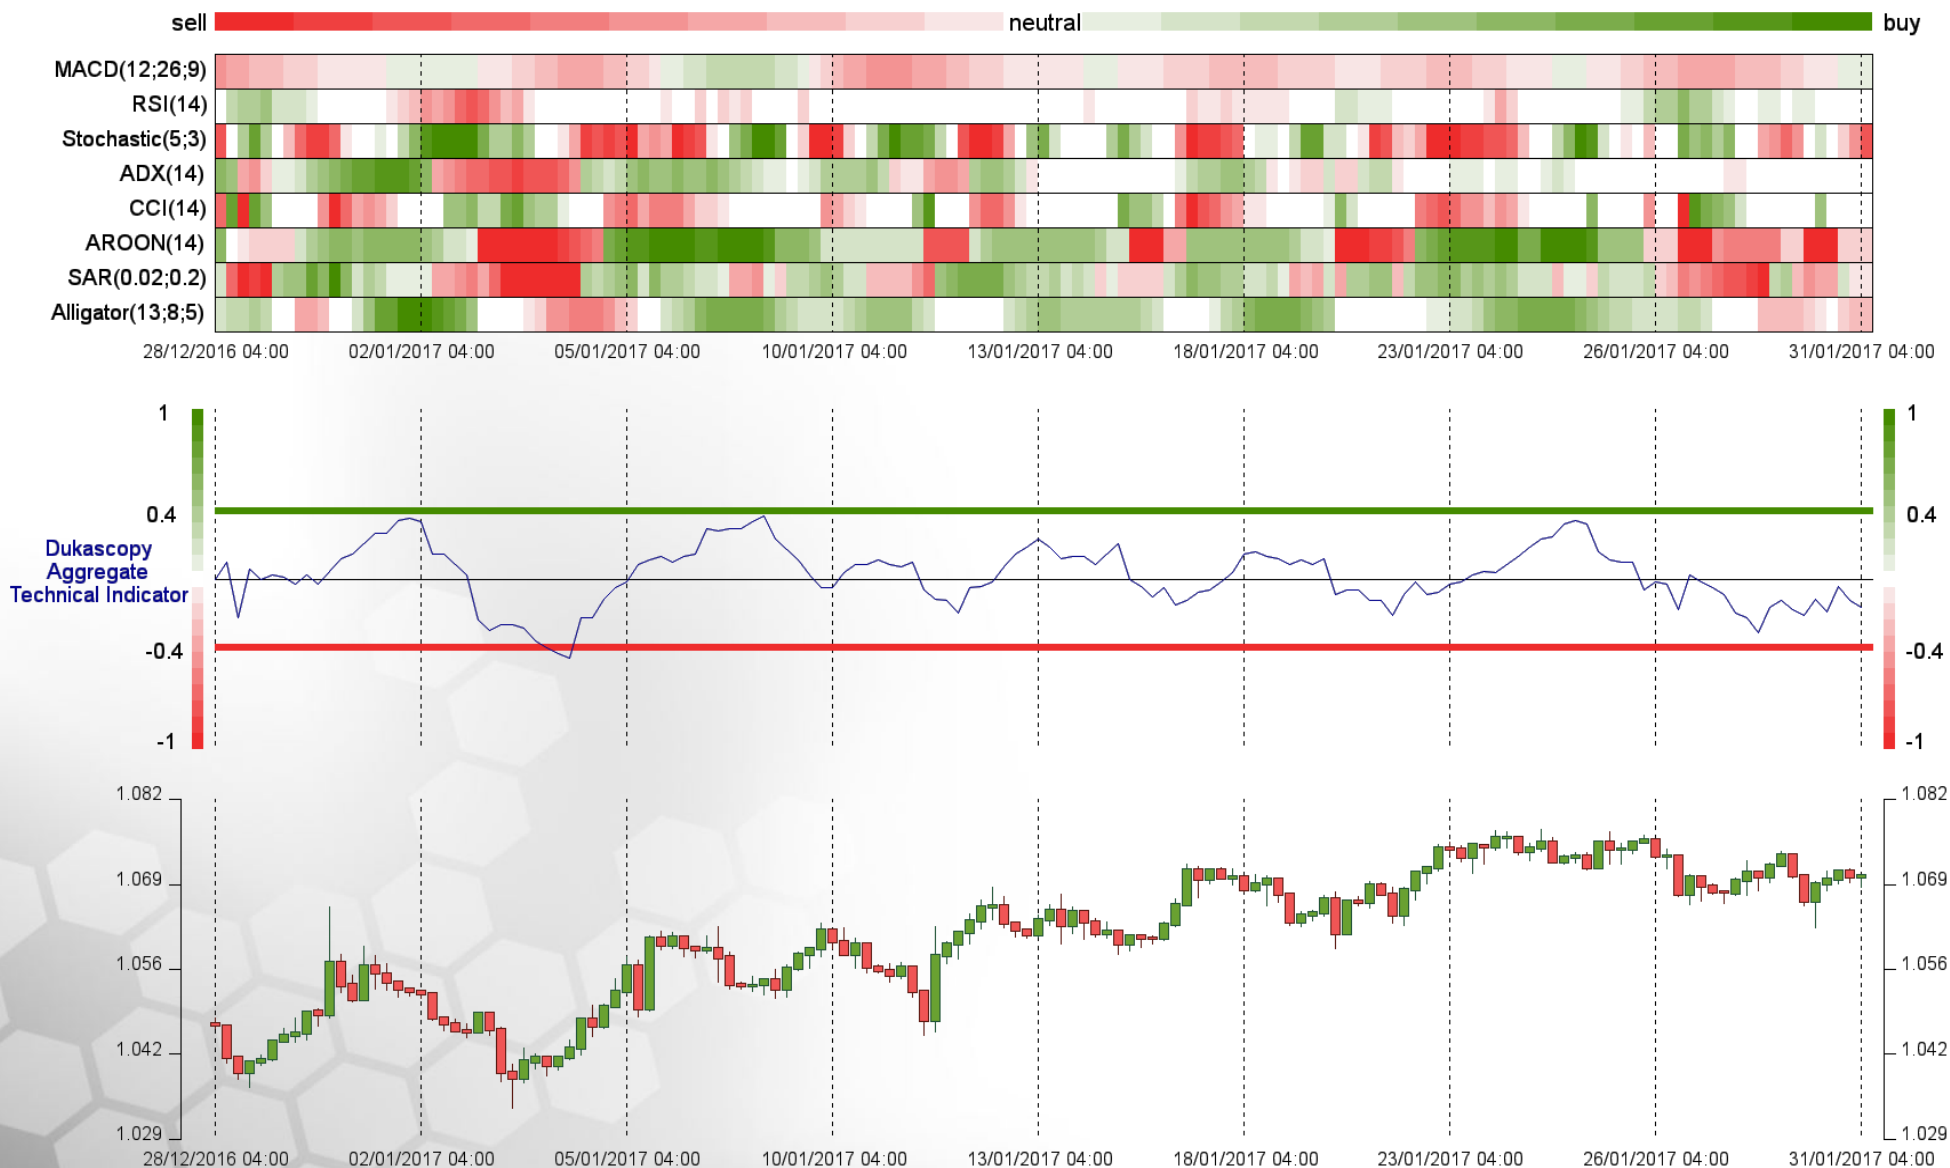 sell neutral buy
MACD(12;26;9)
RSI(14)
Stochastic(5;3)
ADX(14)
CCI(14)
AROON(14)
SAR(0.02;0.2)
Alligator(13;8;5)
28/12/2016 04:00 02/01/2017 04:00 05/01/2017 04:00 10/01/2017 04:00 13/01/2017 04:00 18/01/2017 04:00 23/01/2017 04:00 26/01/2017 04:00 31/01/2017 04:00
1 1
0.4 0.4
Dukascopy
Aggregate
Technical Indicator
-0.4 -0.4
-1 -1
1.082 1.082
1.069 1.069
1.056 1.056
1.042 1.042
1.029 1.029
28/12/2016 04:00 02/01/2017 04:00 05/01/2017 04:00 10/01/2017 04:00 13/01/2017 04:00 18/01/2017 04:00 23/01/2017 04:00 26/01/2017 04:00 31/01/2017 04:00